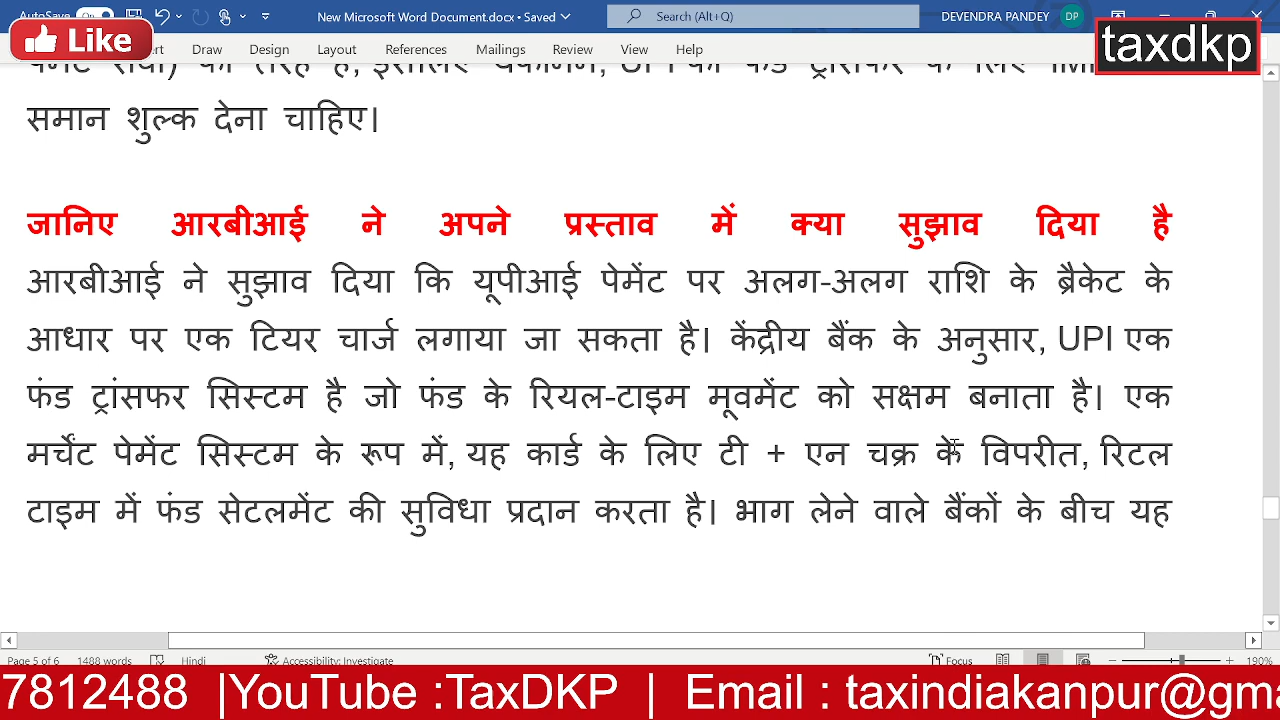 AutoSave On New Microsoft Word Document.docx • Saved Search (Alt+Q) DEVENDRA PANDEY DP
Like Draw Design Layout References Mailings Review View Help
taxdkp
समान शुल्क देना चाहिए।
जानिए आरबीआई ने अपने प्रस्ताव में क्या सुझाव दिया है
आरबीआई ने सुझाव दिया कि यूपीआई पेमेंट पर अलग-अलग राशि के ब्रैकेट के
आधार पर एक टियर चार्ज लगाया जा सकता है। केंद्रीय बैंक के अनुसार, UPI एक
फंड ट्रांसफर सिस्टम है जो फंड के रियल-टाइम मूवमेंट को सक्षम बनाता है। एक
मर्चेंट पेमेंट सिस्टम के रूप में, यह कार्ड के लिए टी + एन चक्र के विपरीत, रिटल
टाइम में फंड सेटलमेंट की सुविधा प्रदान करता है। भाग लेने वाले बैंकों के बीच यह
Page 5 of 6 1488 words Hindi Accessibility: Investigate Focus 190%
7812488 |YouTube :TaxDKP | Email : taxindiakanpur@gma